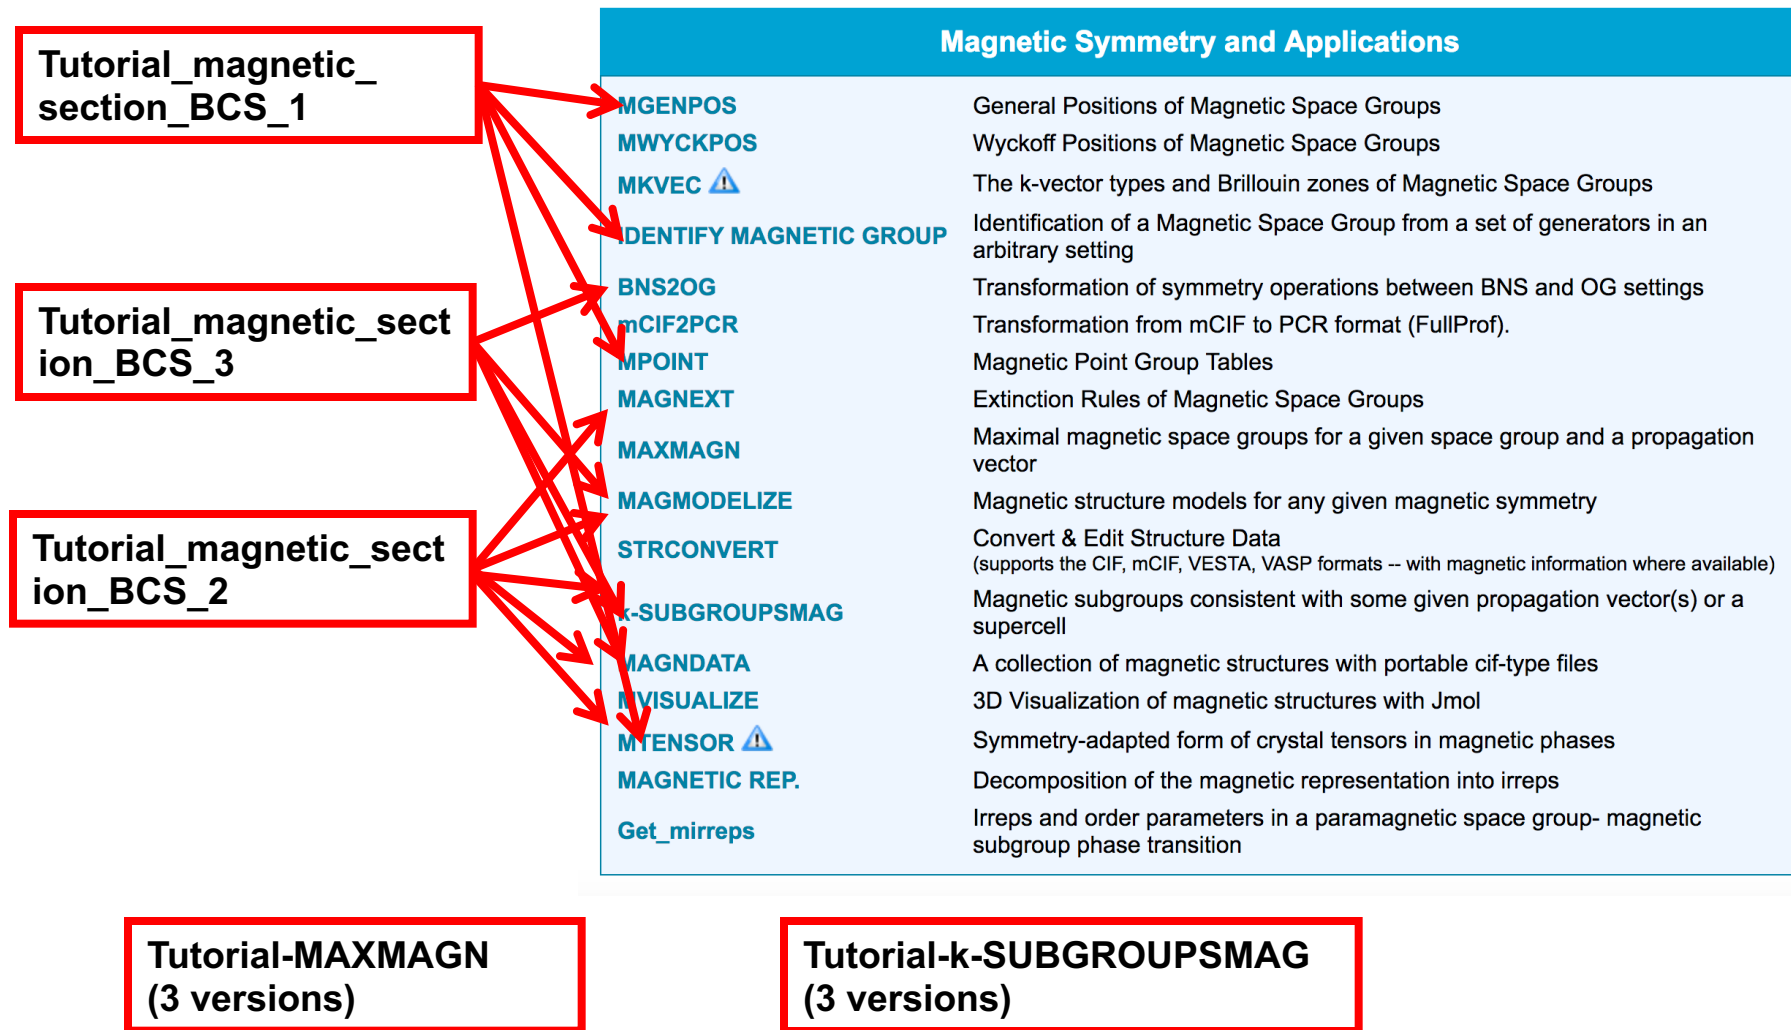 Tutorial_magnetic_
section_BCS_1
Tutorial_magnetic_sect
ion_BCS_3
Tutorial_magnetic_sect
ion_BCS_2
Magnetic Symmetry and Applications
MGENPOS General Positions of Magnetic Space Groups
MWYCKPOS Wyckoff Positions of Magnetic Space Groups
MKVEC The k-vector types and Brillouin zones of Magnetic Space Groups
IDENTIFY MAGNETIC GROUP Identification of a Magnetic Space Group from a set of generators in an
arbitrary setting
BNS2OG Transformation of symmetry operations between BNS and OG settings
mCIF2PCR Transformation from mCIF to PCR format (FullProf).
MPOINT Magnetic Point Group Tables
MAGNEXT Extinction Rules of Magnetic Space Groups
MAXMAGN Maximal magnetic space groups for a given space group and a propagation
vector
MAGMODELIZE Magnetic structure models for any given magnetic symmetry
STRCONVERT Convert & Edit Structure Data
(supports the CIF, mCIF, VESTA, VASP formats -- with magnetic information where available)
k-SUBGROUPSMAG Magnetic subgroups consistent with some given propagation vector(s) or a
supercell
MAGNDATA A collection of magnetic structures with portable cif-type files
MVISUALIZE 3D Visualization of magnetic structures with Jmol
MTENSOR Symmetry-adapted form of crystal tensors in magnetic phases
MAGNETIC REP. Decomposition of the magnetic representation into irreps
Get_mirreps Irreps and order parameters in a paramagnetic space group- magnetic
subgroup phase transition
Tutorial-MAXMAGN
(3 versions)
Tutorial-k-SUBGROUPSMAG
(3 versions)